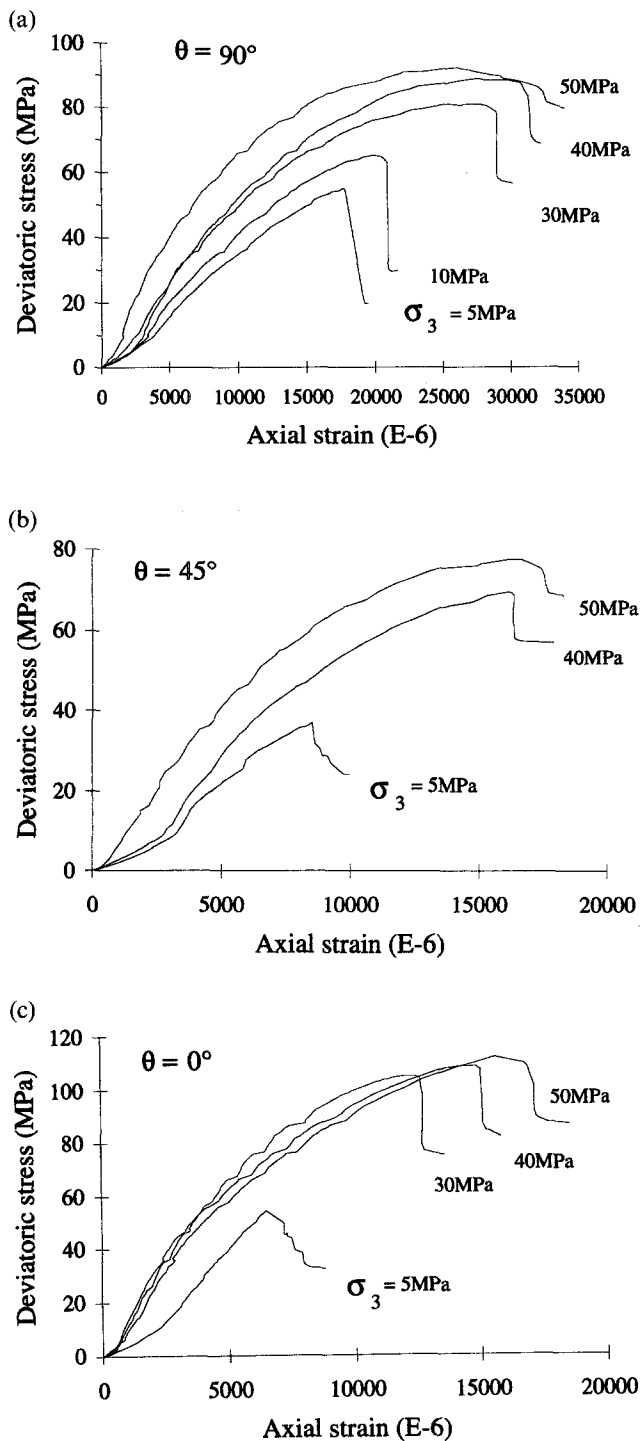 (a)
θ = 90°
Deviatoric stress (MPa)
100
80
60
40
20
0
50MPa
40MPa
30MPa
10MPa
σ3 = 5MPa
0 5000 10000 15000 20000 25000 30000 35000
Axial strain (E-6)
(b)
θ = 45°
Deviatoric stress (MPa)
80
60
40
20
0
50MPa
40MPa
σ3 = 5MPa
0 5000 10000 15000 20000
Axial strain (E-6)
(c)
θ = 0°
Deviatoric stress (MPa)
120
100
80
60
40
20
0
50MPa
40MPa
30MPa
σ3 = 5MPa
0 5000 10000 15000 20000
Axial strain (E-6)